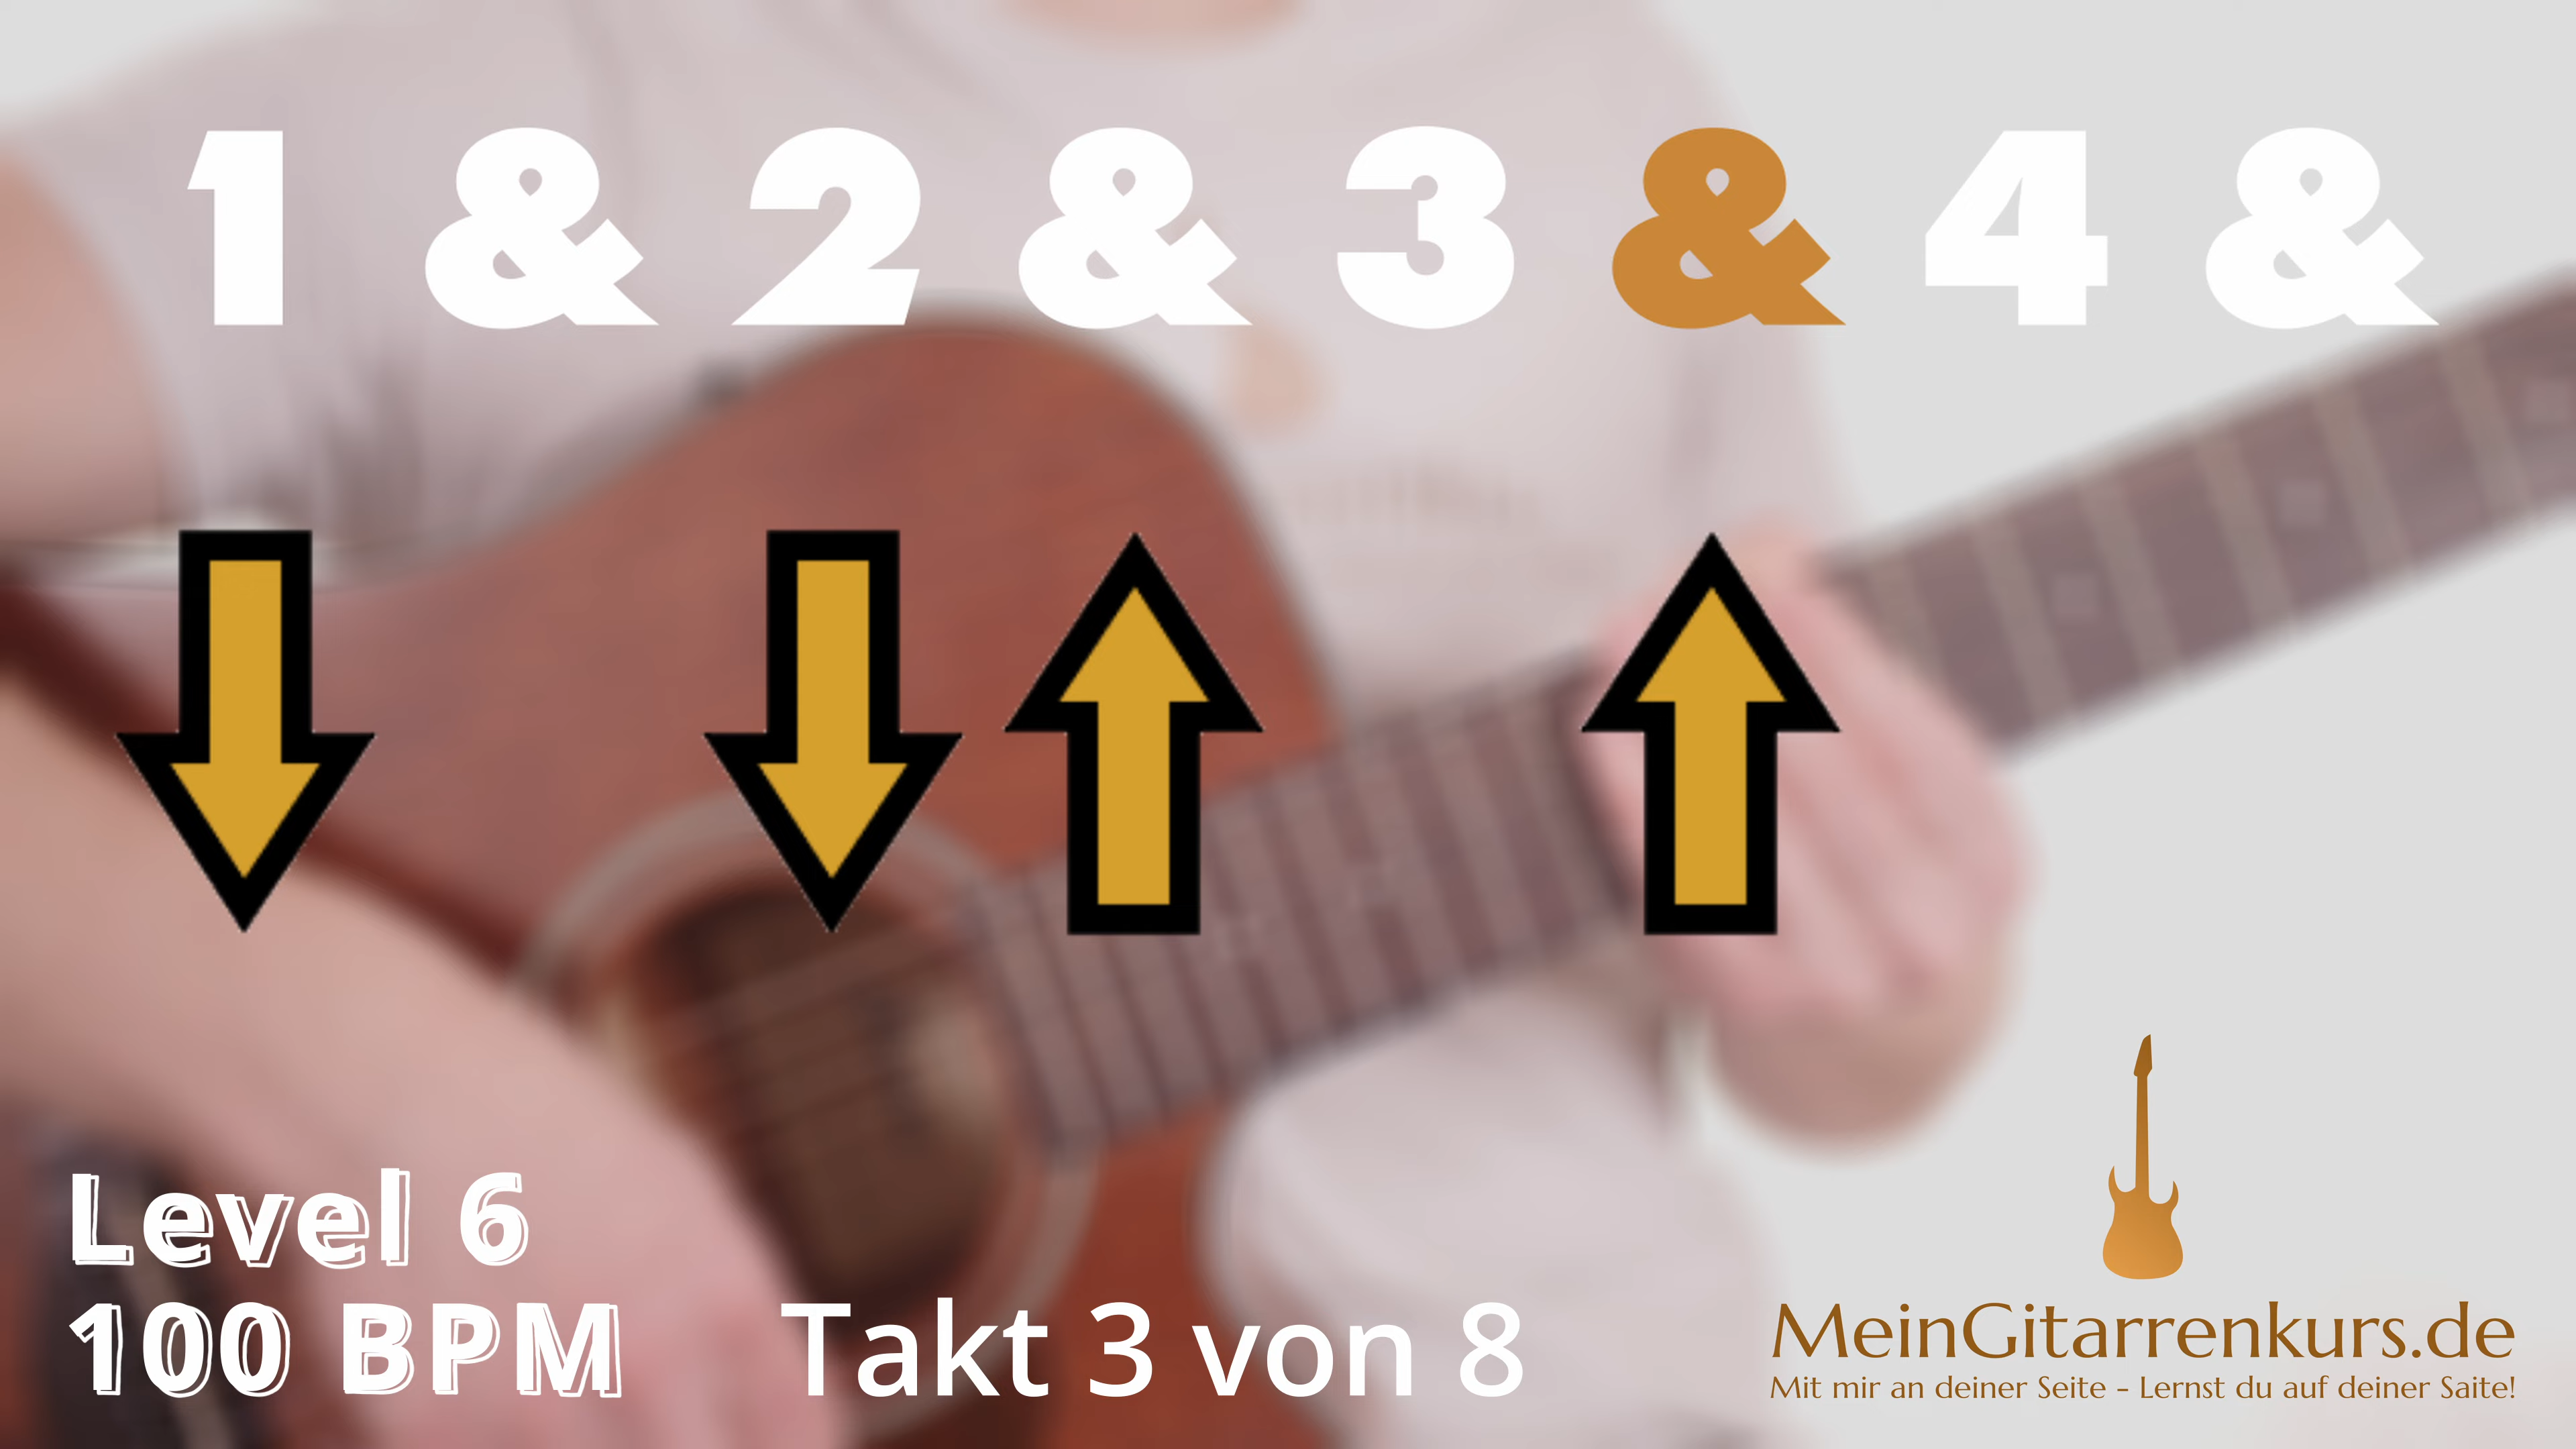 1 & 2 & 3 & 4 &
Level 6
100 BPM
Takt 3 von 8
MeinGitarrenkurs.de
Mit mir an deiner Seite - Lernst du auf deiner Saite!